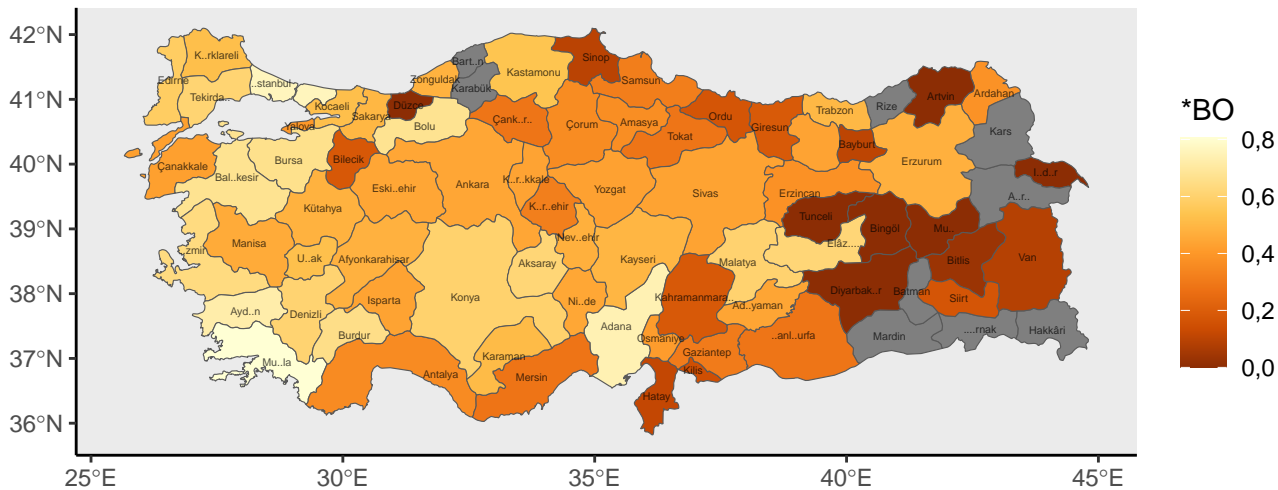 42°N
41°N
40°N
39°N
38°N
37°N
36°N
25°E 30°E 35°E 40°E 45°E
*BO
0,8
0,6
0,4
0,2
0,0
K..rklareli
Edirne
Tekirda..
..stanbul
Kocaeli
Yalova
Sakarya
Düzce
Zonguldak
Bart..n
Karabük
Kastamonu
Sinop
Samsun
Bolu
Çank..r..
Çorum
Amasya
Tokat
Ordu
Giresun
Trabzon
Rize
Artvin
Ardahan
Kars
Bayburt
Erzurum
I..d..r
A..r..
Çanakkale
Bal..kesir
Bursa
Bilecik
Eski..ehir
Kütahya
Ankara
K..r..kkale
K..r..ehir
Yozgat
Sivas
Erzincan
Tunceli
Bingöl
Mu..
Bitlis
Van
Manisa
..zmir
U..ak
Afyonkarahisar
Nev..ehir
Aksaray
Kayseri
Malatya
Elâz....
Diyarbak..r
Batman
Siirt
Ayd..n
Denizli
Isparta
Burdur
Konya
Ni..de
Adana
Kahramanmara..
Ad..yaman
Osmaniye
Gaziantep
Kilis
..anl..urfa
Mardin
....rnak
Hakkâri
Mu..la
Antalya
Karaman
Mersin
Hatay